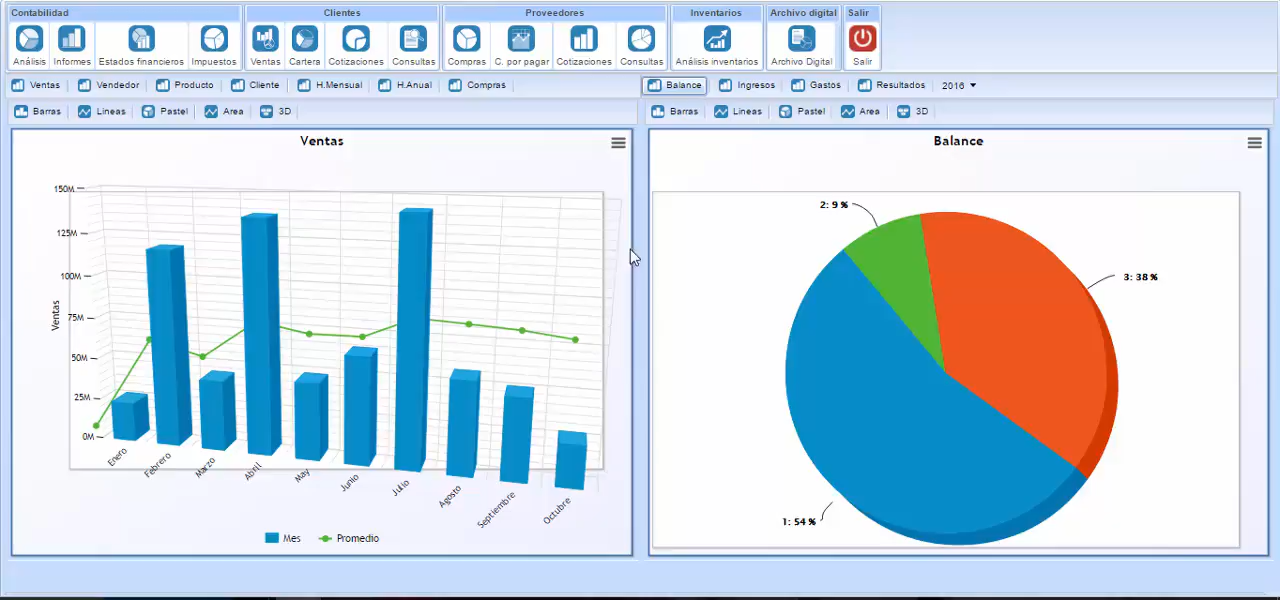 Contabilidad Clientes Proveedores Inventarios Archivo digital Salir
Análisis Informes Estados financieros Impuestos Ventas Cartera Cotizaciones Consultas Compras C. por pagar Cotizaciones Consultas Análisis inventarios Archivo Digital Salir
Ventas Vendedor Producto Cliente H.Mensual H.Anual Compras Balance Ingresos Gastos Resultados 2016
Barras Lineas Pastel Area 3D Barras Lineas Pastel Area 3D
Ventas
150M
125M
100M
75M
50M
25M
0M
Ventas
Enero
Febrero
Marzo
Abril
May
Junio
Julio
Agosto
Septiembre
Octubre
Mes Promedio
Balance
2: 9 %
3: 38 %
1: 54 %